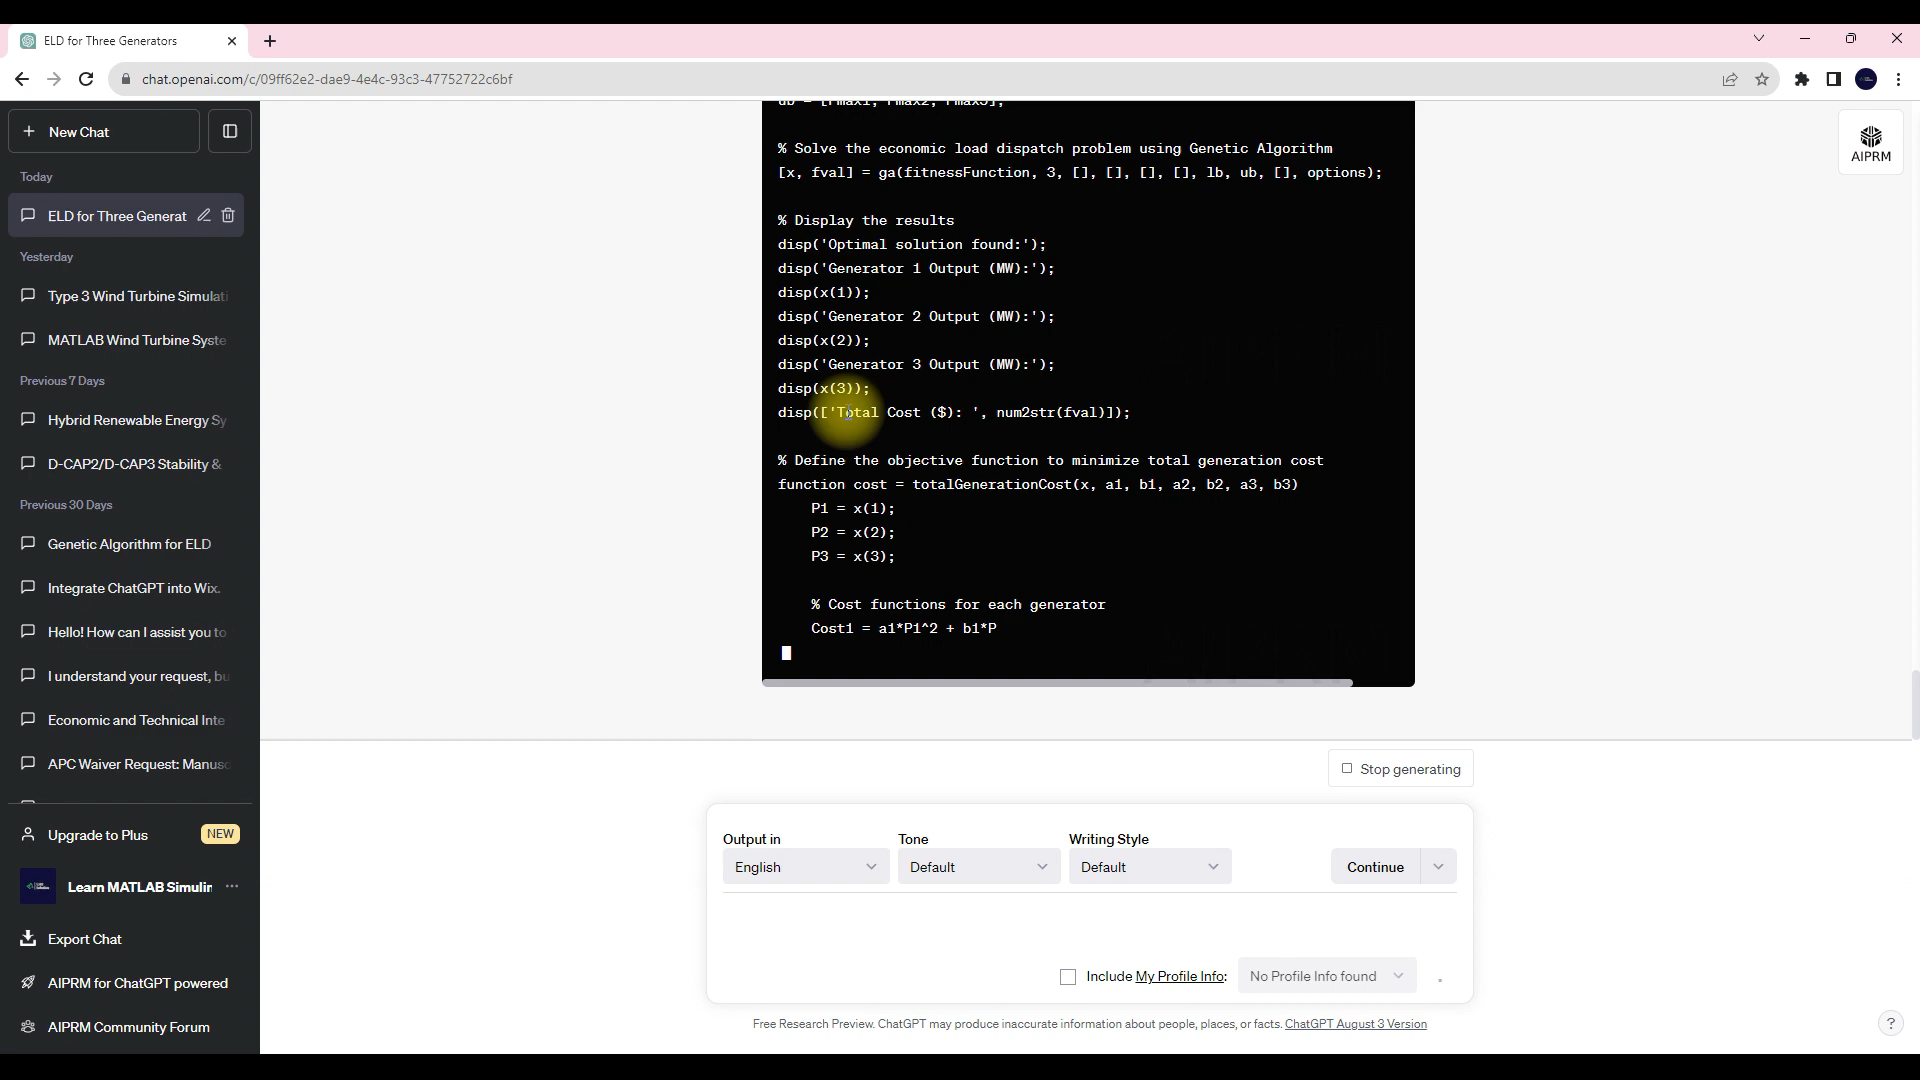 ELD for Three Generators
chat.openai.com/c/09ff62e2-dae9-4e4c-93c3-47752722c6bf
New Chat
Today
ELD for Three Generat
Yesterday
Type 3 Wind Turbine Simulati
MATLAB Wind Turbine Syste
Previous 7 Days
Hybrid Renewable Energy Sy
D-CAP2/D-CAP3 Stability &
Previous 30 Days
Genetic Algorithm for ELD
Integrate ChatGPT into Wix.
Hello! How can I assist you to
I understand your request, bu
Economic and Technical Inte
APC Waiver Request: Manusc
Upgrade to Plus
NEW
Learn MATLAB Simulin
Export Chat
AIPRM for ChatGPT powered
AIPRM Community Forum
AIPRM
ub = [Pmax1, Pmax2, Pmax3];
% Solve the economic load dispatch problem using Genetic Algorithm
[x, fval] = ga(fitnessFunction, 3, [], [], [], [], lb, ub, [], options);
% Display the results
disp('Optimal solution found:');
disp('Generator 1 Output (MW):');
disp(x(1));
disp('Generator 2 Output (MW):');
disp(x(2));
disp('Generator 3 Output (MW):');
disp(x(3));
disp(['Total Cost ($): ', num2str(fval)]);
% Define the objective function to minimize total generation cost
function cost = totalGenerationCost(x, a1, b1, a2, b2, a3, b3)
P1 = x(1);
P2 = x(2);
P3 = x(3);
% Cost functions for each generator
Cost1 = a1*P1^2 + b1*P
Stop generating
Output in
Tone
Writing Style
English
Default
Default
Continue
Include My Profile Info:
No Profile Info found
Free Research Preview. ChatGPT may produce inaccurate information about people, places, or facts. ChatGPT August 3 Version
?